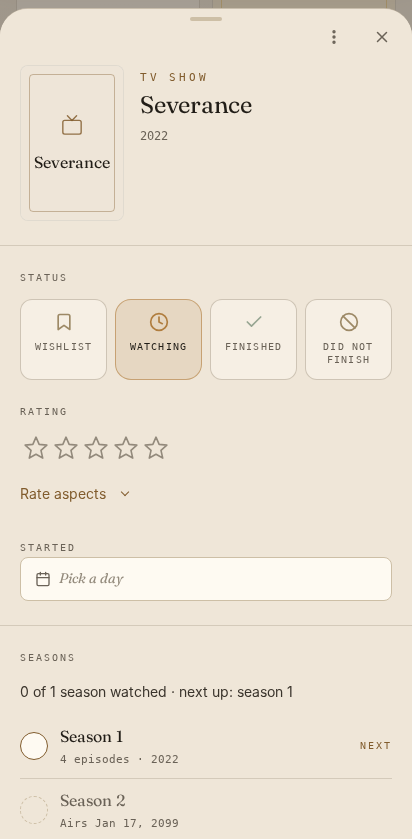 TV SHOW
Severance
2022
Severance
STATUS
WISHLIST
WATCHING
FINISHED
DID NOT
FINISH
RATING
Rate aspects
STARTED
Pick a day
SEASONS
0 of 1 season watched · next up: season 1
Season 1
4 episodes · 2022
NEXT
Season 2
Airs Jan 17, 2099